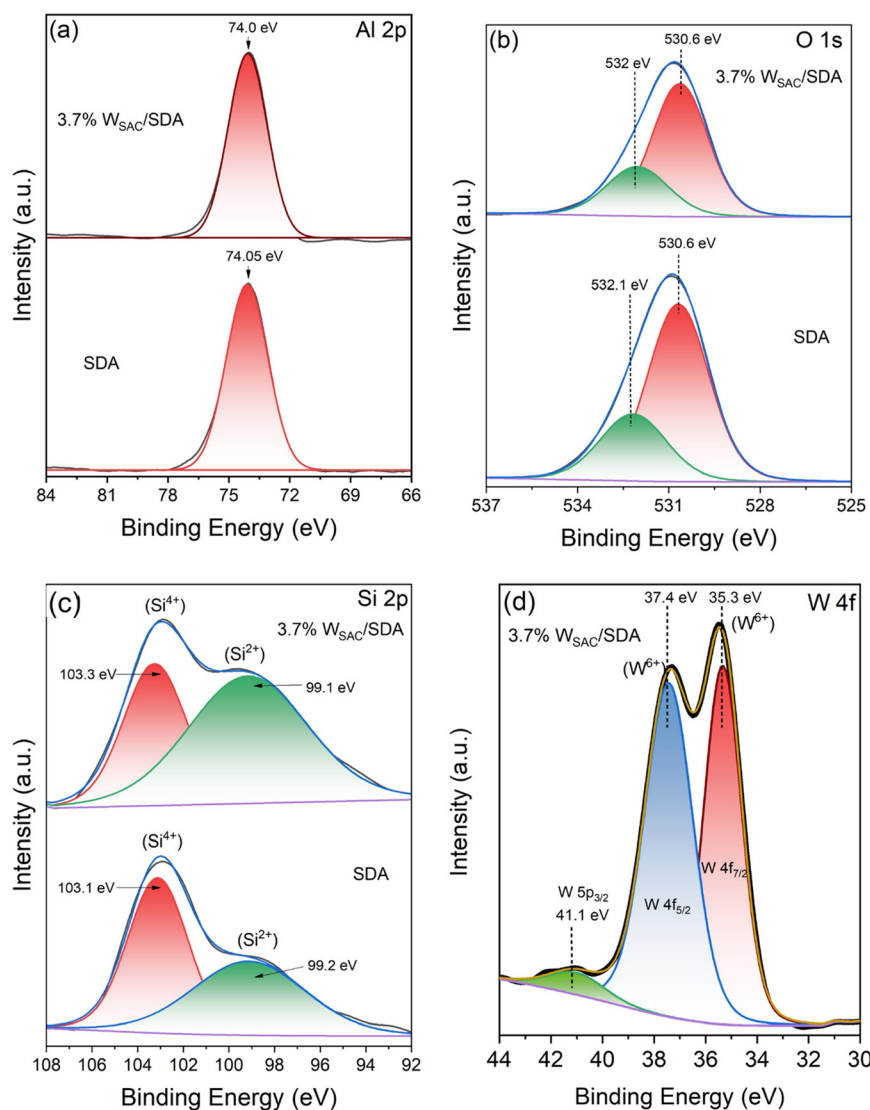 (a)
Al 2p
74.0 eV
3.7% W_SAC/SDA
74.05 eV
SDA
Intensity (a.u.)
84 81 78 75 72 69 66
Binding Energy (eV)
(b)
O 1s
530.6 eV
532 eV
3.7% W_SAC/SDA
530.6 eV
532.1 eV
SDA
Intensity (a.u.)
537 534 531 528 525
Binding Energy (eV)
(c)
Si 2p
(Si⁴⁺)
3.7% W_SAC/SDA
(Si²⁺)
103.3 eV
99.1 eV
(Si⁴⁺)
SDA
103.1 eV
(Si²⁺)
99.2 eV
Intensity (a.u.)
108 106 104 102 100 98 96 94 92
Binding Energy (eV)
(d)
37.4 eV
35.3 eV
W 4f
3.7% W_SAC/SDA
(W⁶⁺)
(W⁶⁺)
W 4f₇/₂
W 5p₃/₂
41.1 eV
W 4f₅/₂
Intensity (a.u.)
44 42 40 38 36 34 32 30
Binding Energy (eV)